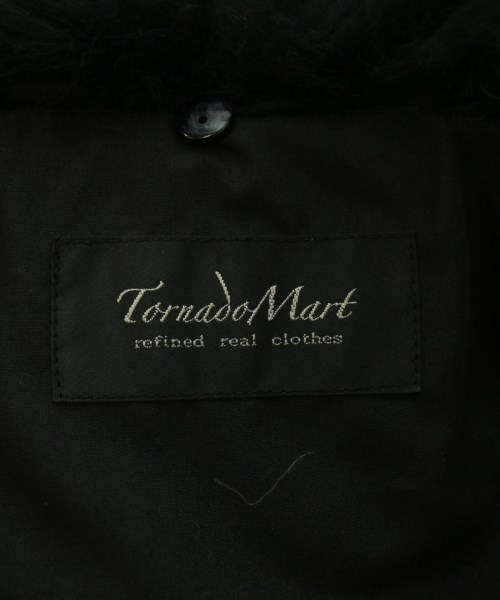 TornadoMart
refined real clothes